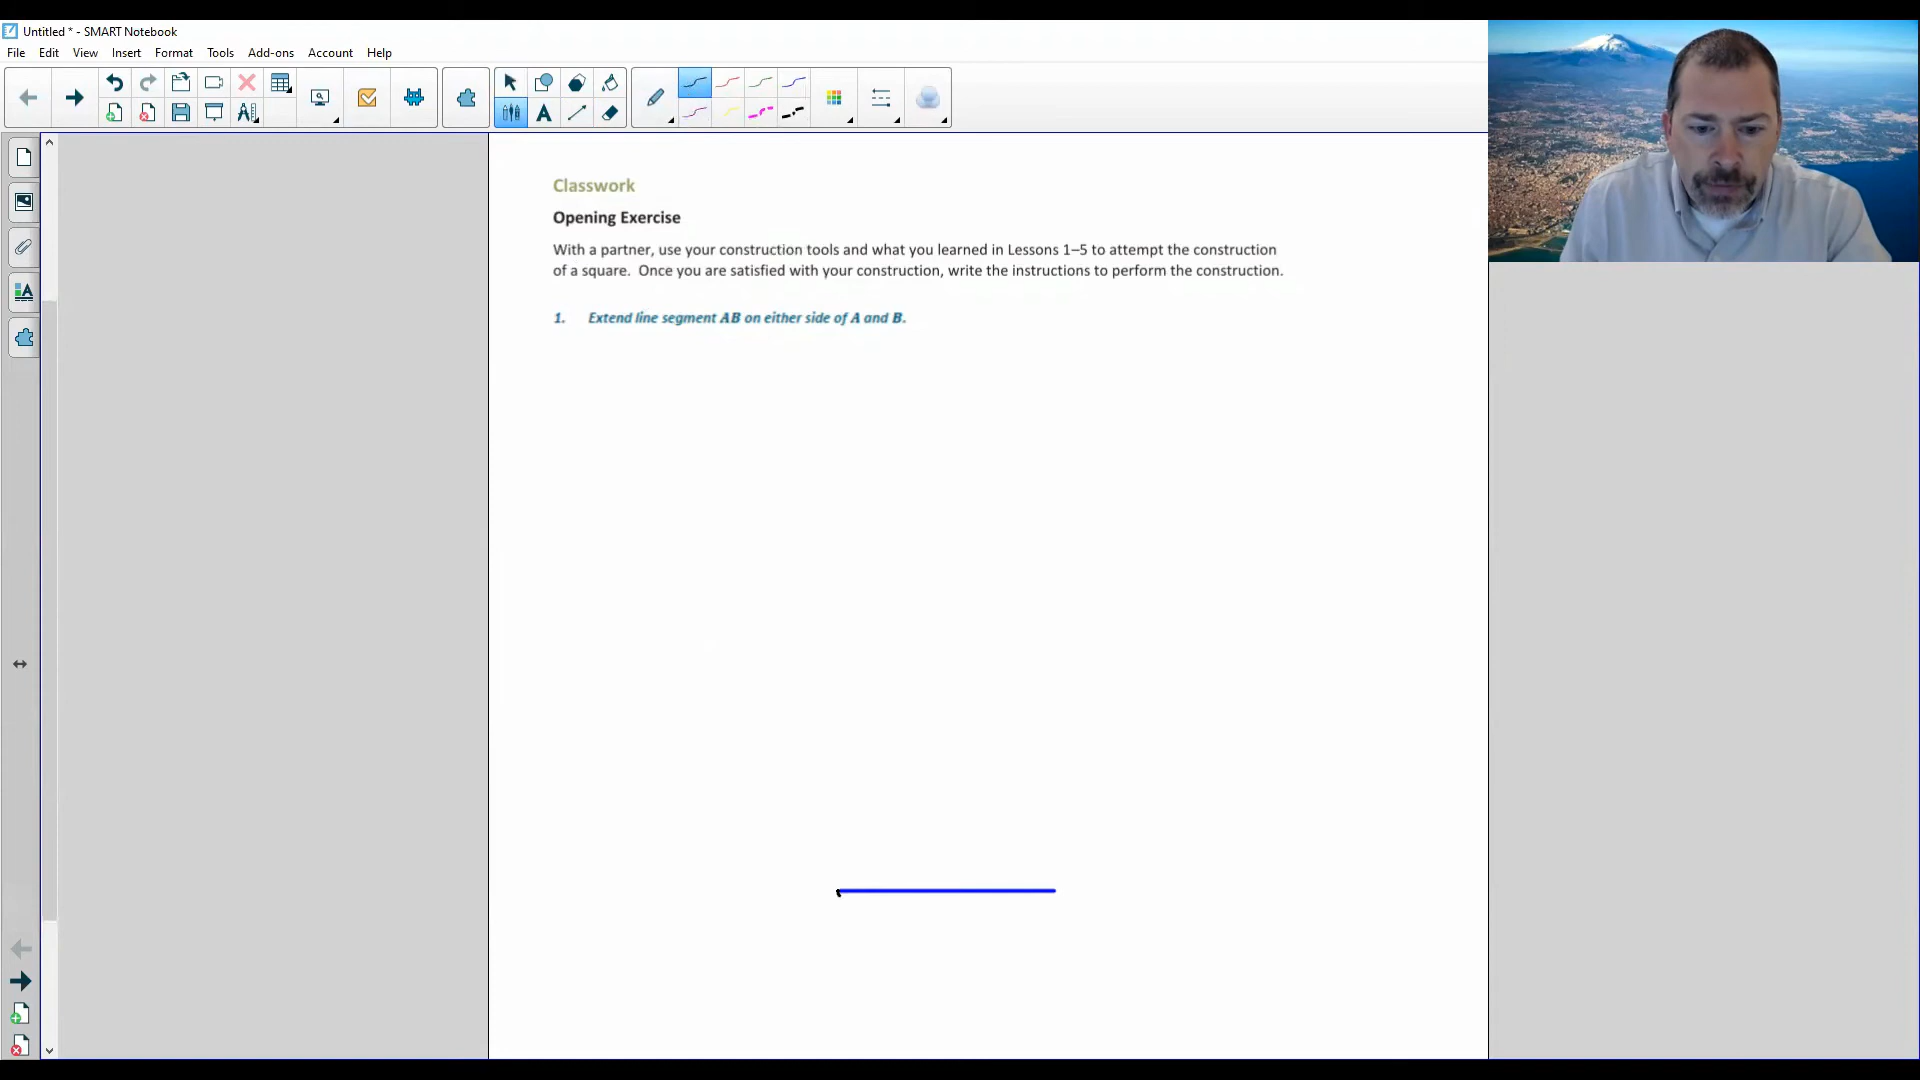 Untitled * - SMART Notebook
File Edit View Insert Format Tools Add-ons Account Help
Classwork
Opening Exercise
With a partner, use your construction tools and what you learned in Lessons 1–5 to attempt the construction
of a square. Once you are satisfied with your construction, write the instructions to perform the construction.
1. Extend line segment AB on either side of A and B.